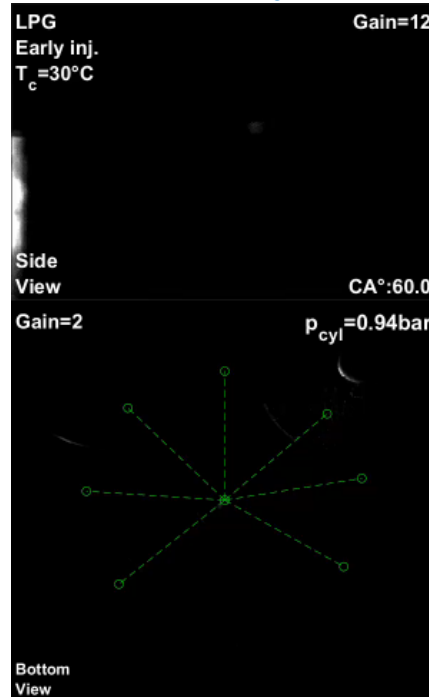 LPG
Gain=12
Early inj.
T_c=30°C
Side
View
CA°:60.0
Gain=2
p_cyl=0.94bar
Bottom
View